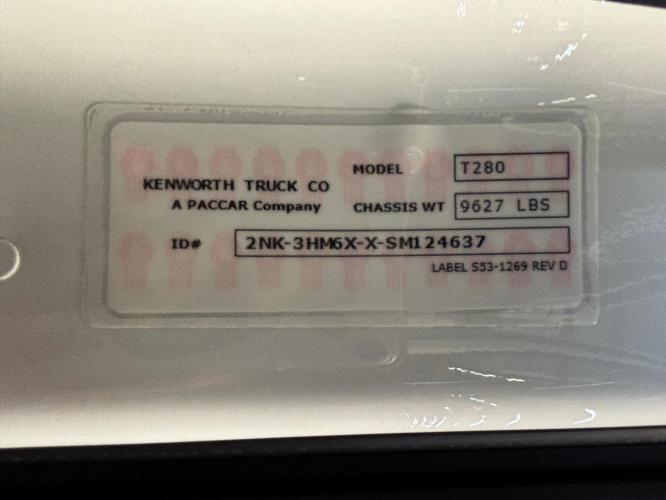 KENWORTH TRUCK CO
A PACCAR Company
MODEL T280
CHASSIS WT 9627 LBS
ID# 2NK-3HM6X-X-SM124637
LABEL S53-1269 REV D